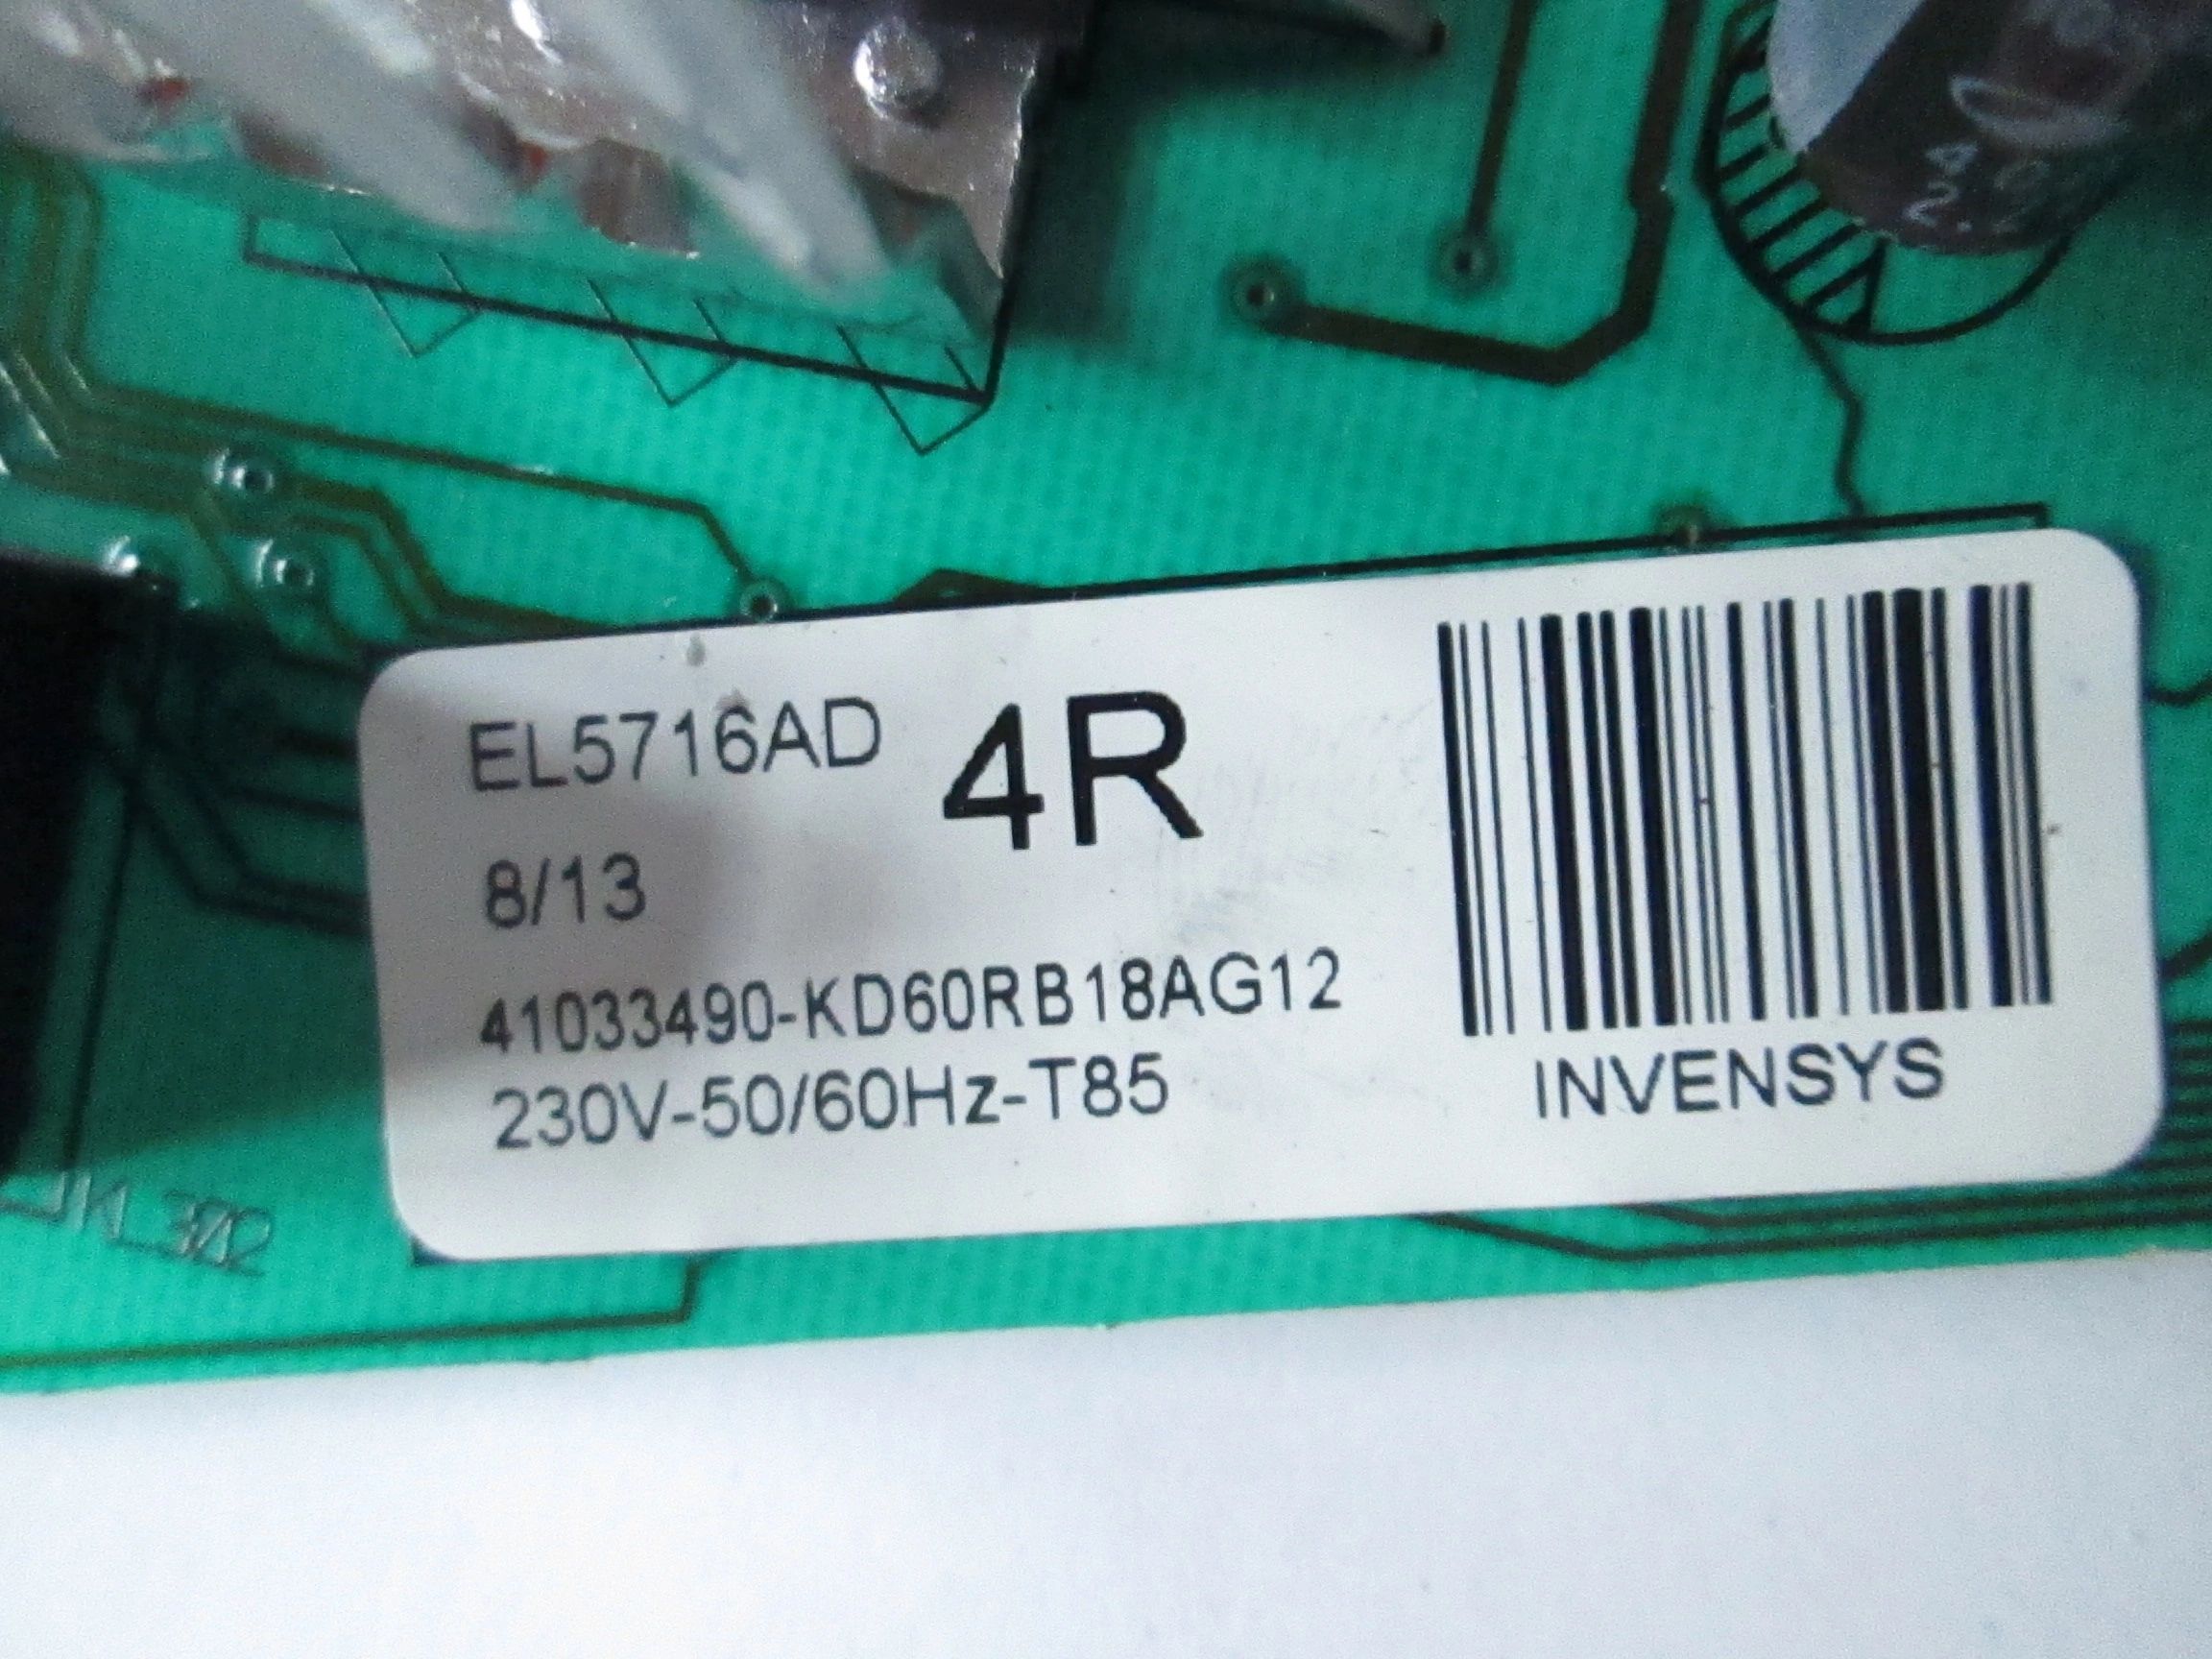 EL5716AD 4R
8/13
41033490-KD60RB18AG12
230V-50/60Hz-T85
INVENSYS